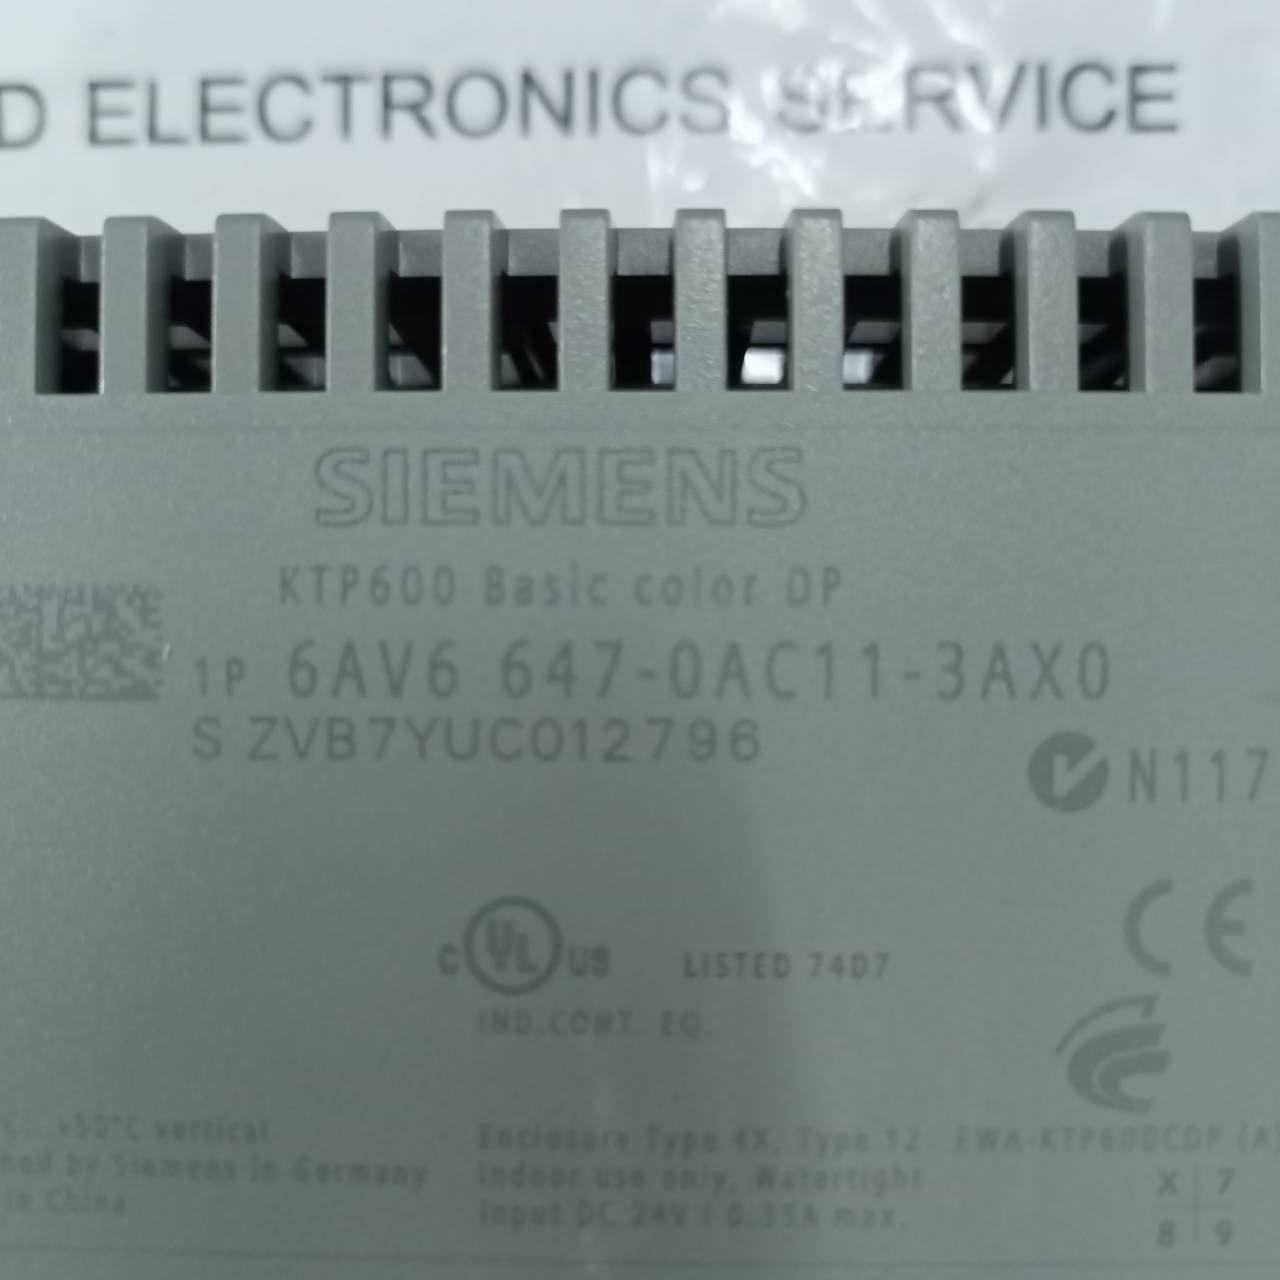 D ELECTRONICS SERVICE
SIEMENS
KTP600 Basic color DP
1P 6AV6 647-0AC11-3AX0
S ZVB7YUC012796
N117
C UL US LISTED 74D7
IND.CONT. EQ.
CE
C...+50°C vertical
by Siemens in Germany
in China
Enclosure Type 4X, Type 12
Indoor use only, Watertight
Input DC 24V / 0.35A max.
EWA-KTP600CDP (A
X 7
8 9